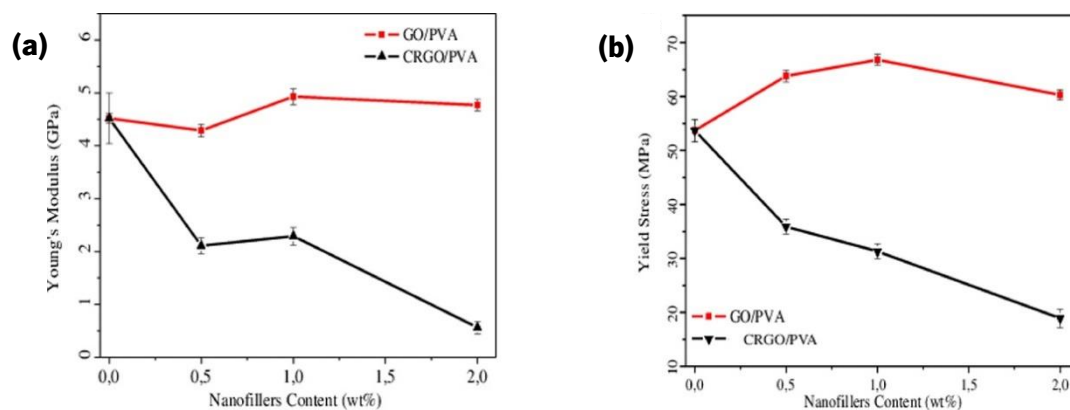 (a)
GO/PVA
CRGO/PVA
Young's Modulus (GPa)
6
5
4
3
2
1
0
0,0 0,5 1,0 1,5 2,0
Nanofillers Content (wt%)
(b)
Yield Stress (MPa)
70
60
50
40
30
20
10
GO/PVA
CRGO/PVA
0,0 0,5 1,0 1,5 2,0
Nanofillers Content (wt%)